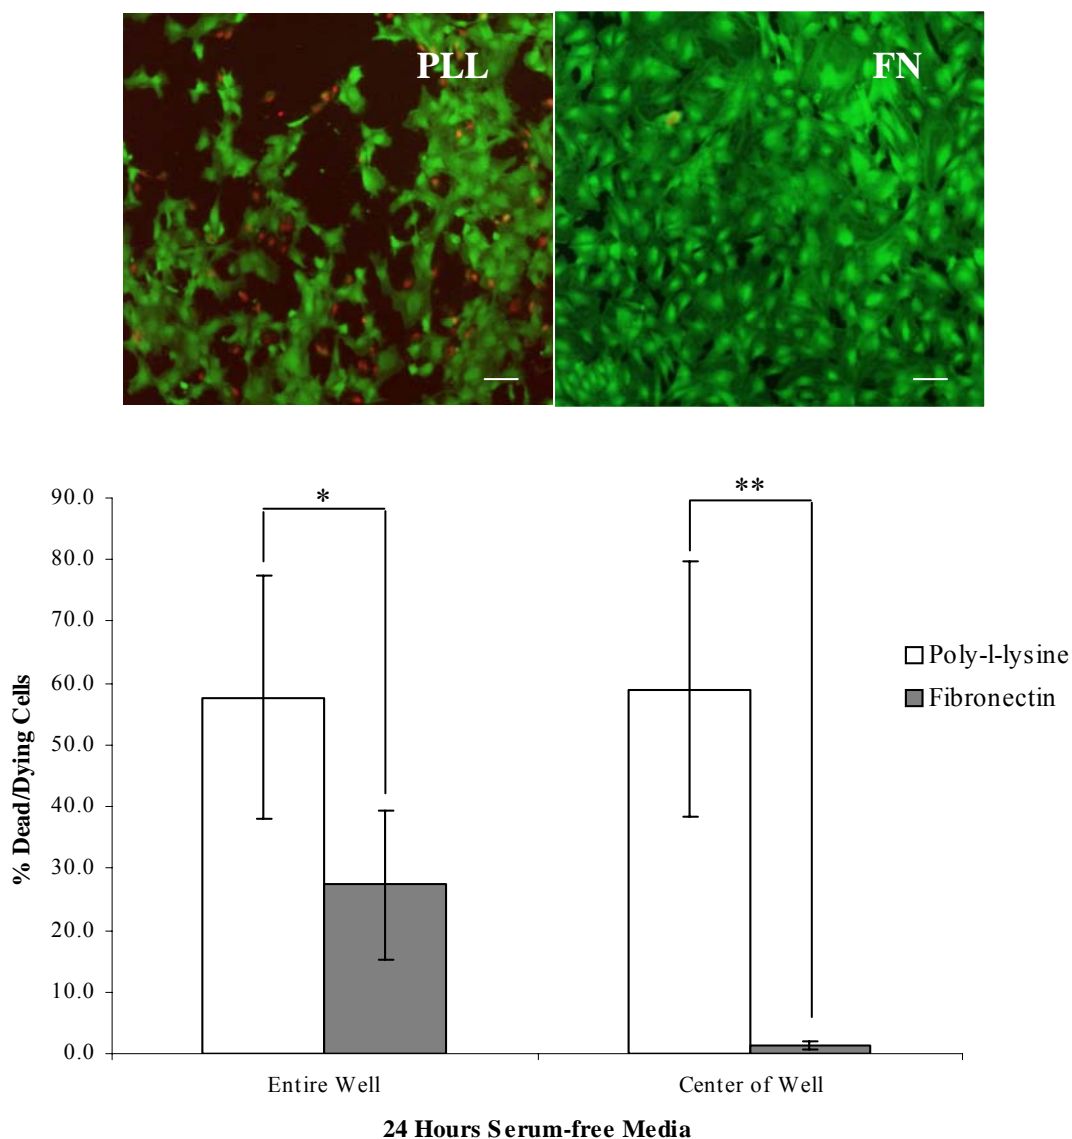 PLL
FN
90.0
80.0
70.0
60.0
50.0
40.0
30.0
20.0
10.0
0.0
% Dead/Dying Cells
*
**
Poly-l-lysine
Fibronectin
Entire Well
Center of Well
24 Hours Serum-free Media